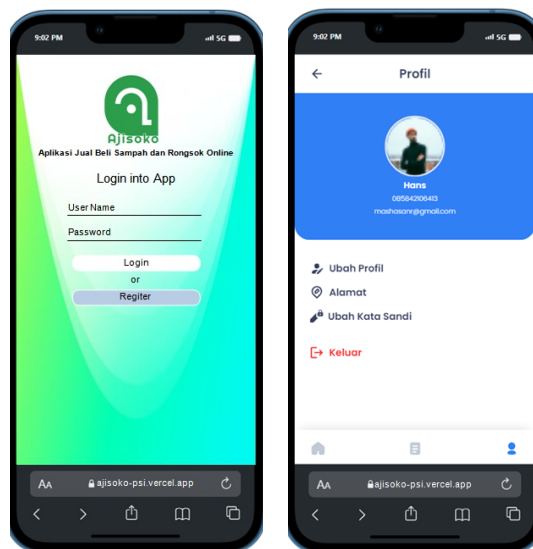 9:02 PM
5G
Ajisoko
Aplikasi Jual Beli Sampah dan Rongsok Online
Login into App
User Name
Password
Login
or
Regiter
AA
ajisoko-psi.vercel.app
9:02 PM
5G
Profil
Hans
085842106413
mashasanr@gmail.com
Ubah Profil
Alamat
Ubah Kata Sandi
Keluar
AA
ajisoko-psi.vercel.app